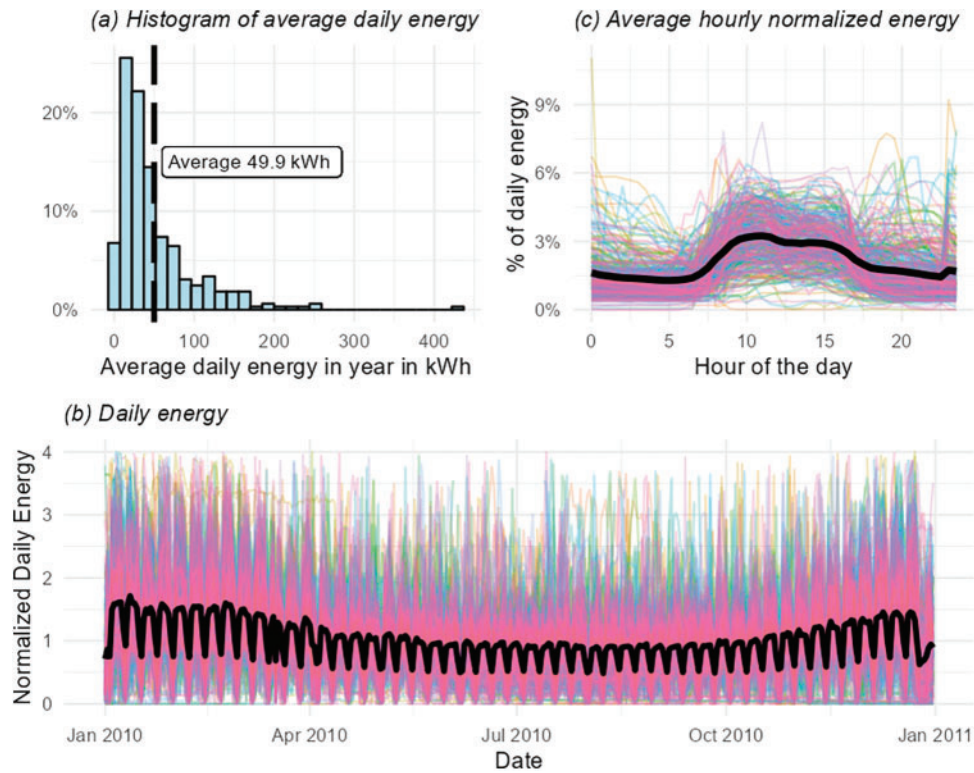 (a) Histogram of average daily energy
20%
10%
0%
Average 49.9 kWh
0 100 200 300 400
Average daily energy in year in kWh
(c) Average hourly normalized energy
% of daily energy
9%
6%
3%
0%
0 5 10 15 20
Hour of the day
(b) Daily energy
Normalized Daily Energy
4
3
2
1
0
Jan 2010 Apr 2010 Jul 2010 Oct 2010 Jan 2011
Date